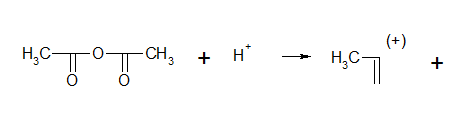 (+)
H₃C O CH₃ + H⁺ H₃C +
O O